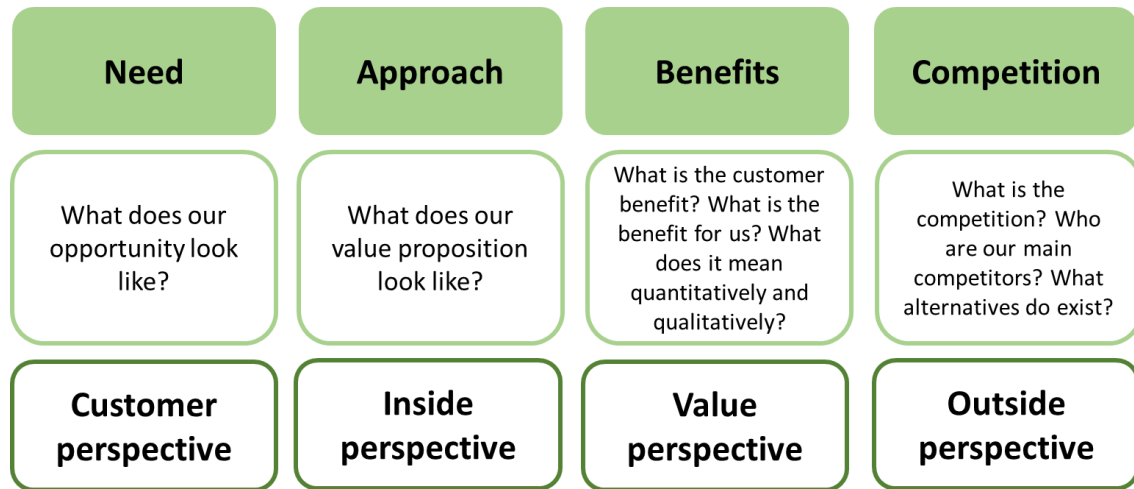 Need
Approach
Benefits
Competition
What does our
opportunity look
like?
What does our
value proposition
look like?
What is the customer
benefit? What is the
benefit for us? What
does it mean
quantitatively and
qualitatively?
What is the
competition? Who
are our main
competitors? What
alternatives do exist?
Customer
perspective
Inside
perspective
Value
perspective
Outside
perspective